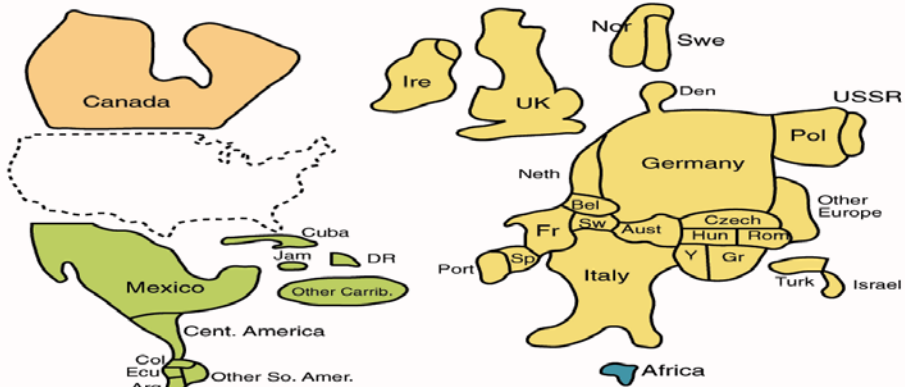 Canada
Cuba
Jam
DR
Mexico
Other Carrib.
Cent. America
Col
Ecu
Arg
Other So. Amer.
Ire
UK
Nor
Swe
Den
USSR
Pol
Germany
Neth
Bel
Other
Europe
Fr
Sw
Aust
Czech
Hun
Rom
Port
Sp
Italy
Y
Gr
Turk
Israel
Africa